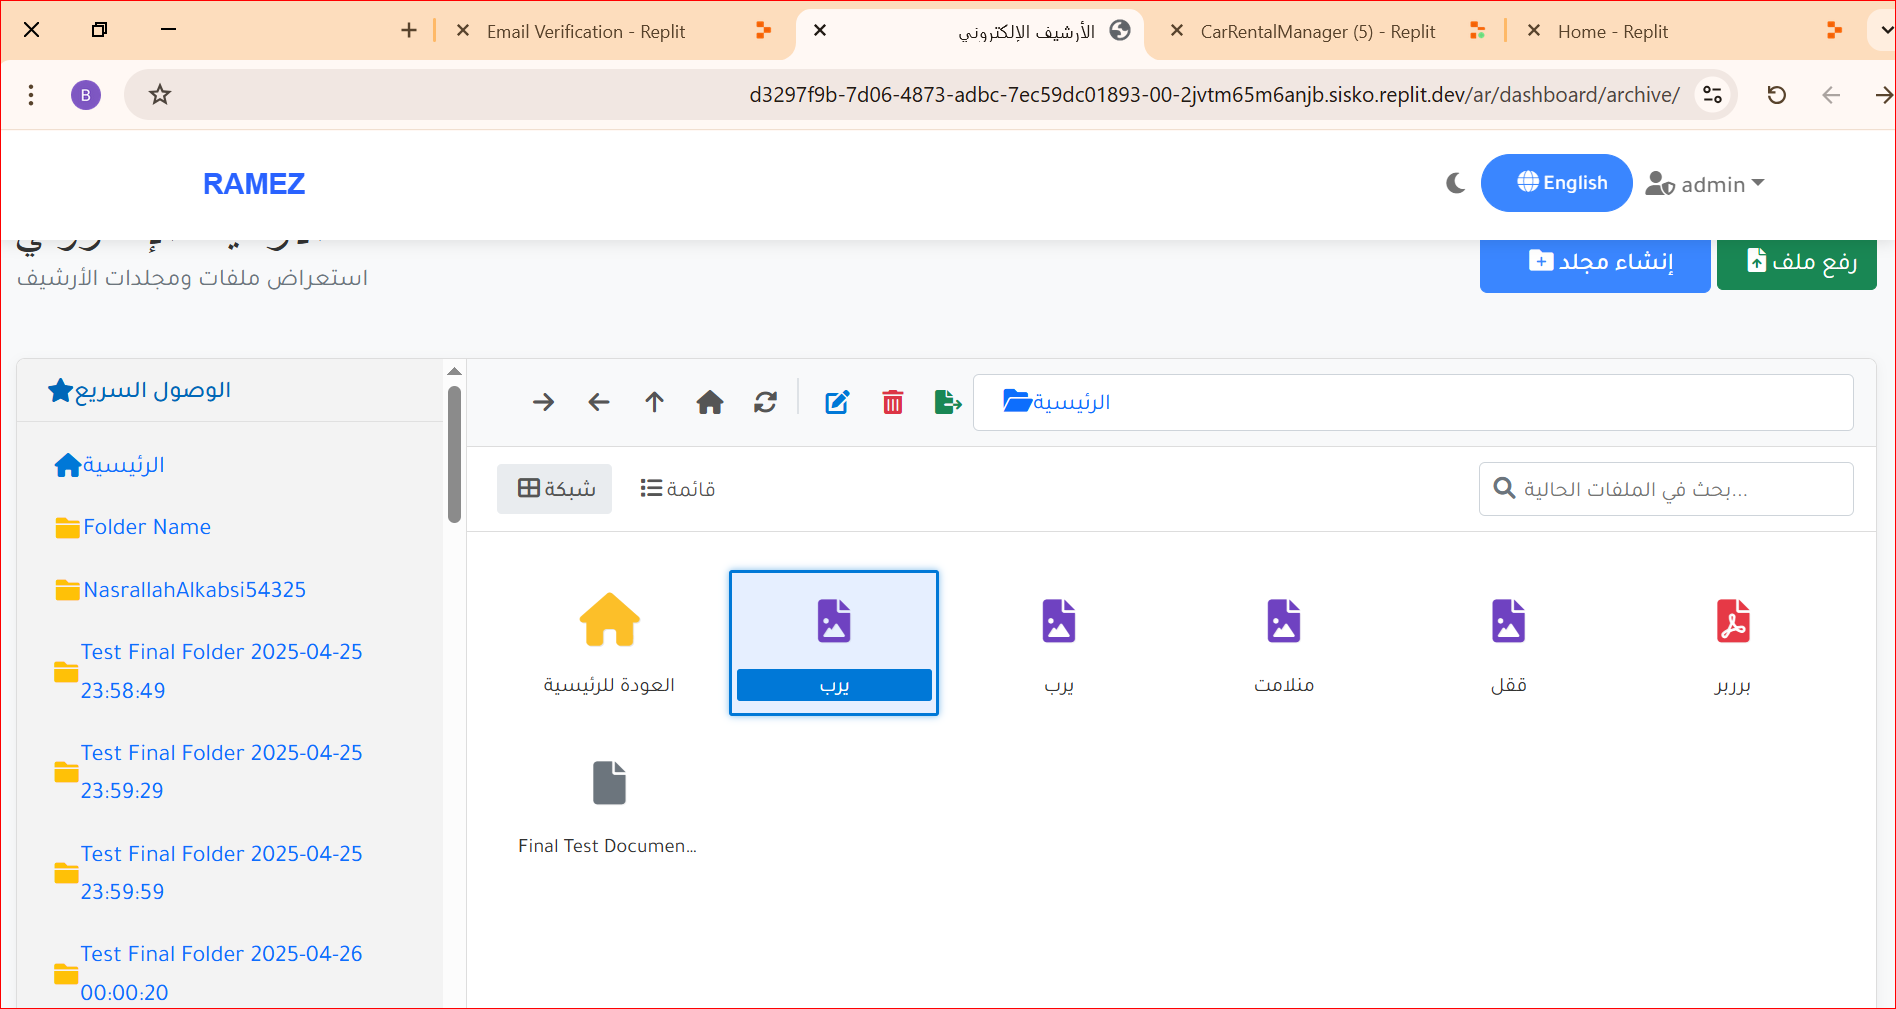 Email Verification - Replit
الأرشيف الإلكتروني
CarRentalManager (5) - Replit
Home - Replit
B
d3297f9b-7d06-4873-adbc-7ec59dc01893-00-2jvtm65m6anjb.sisko.replit.dev/ar/dashboard/archive/
RAMEZ
English
admin
استعراض ملفات ومجلدات الأرشيف
إنشاء مجلد
رفع ملف
الوصول السريع
الرئيسية
Folder Name
NasrallahAlkabsi54325
Test Final Folder 2025-04-25
23:58:49
Test Final Folder 2025-04-25
23:59:29
Test Final Folder 2025-04-25
23:59:59
Test Final Folder 2025-04-26
00:00:20
الرئيسية
شبكة
قائمة
بحث في الملفات الحالية...
العودة للرئيسية
يرب
يرب
منلامت
ققل
برربر
Final Test Documen...